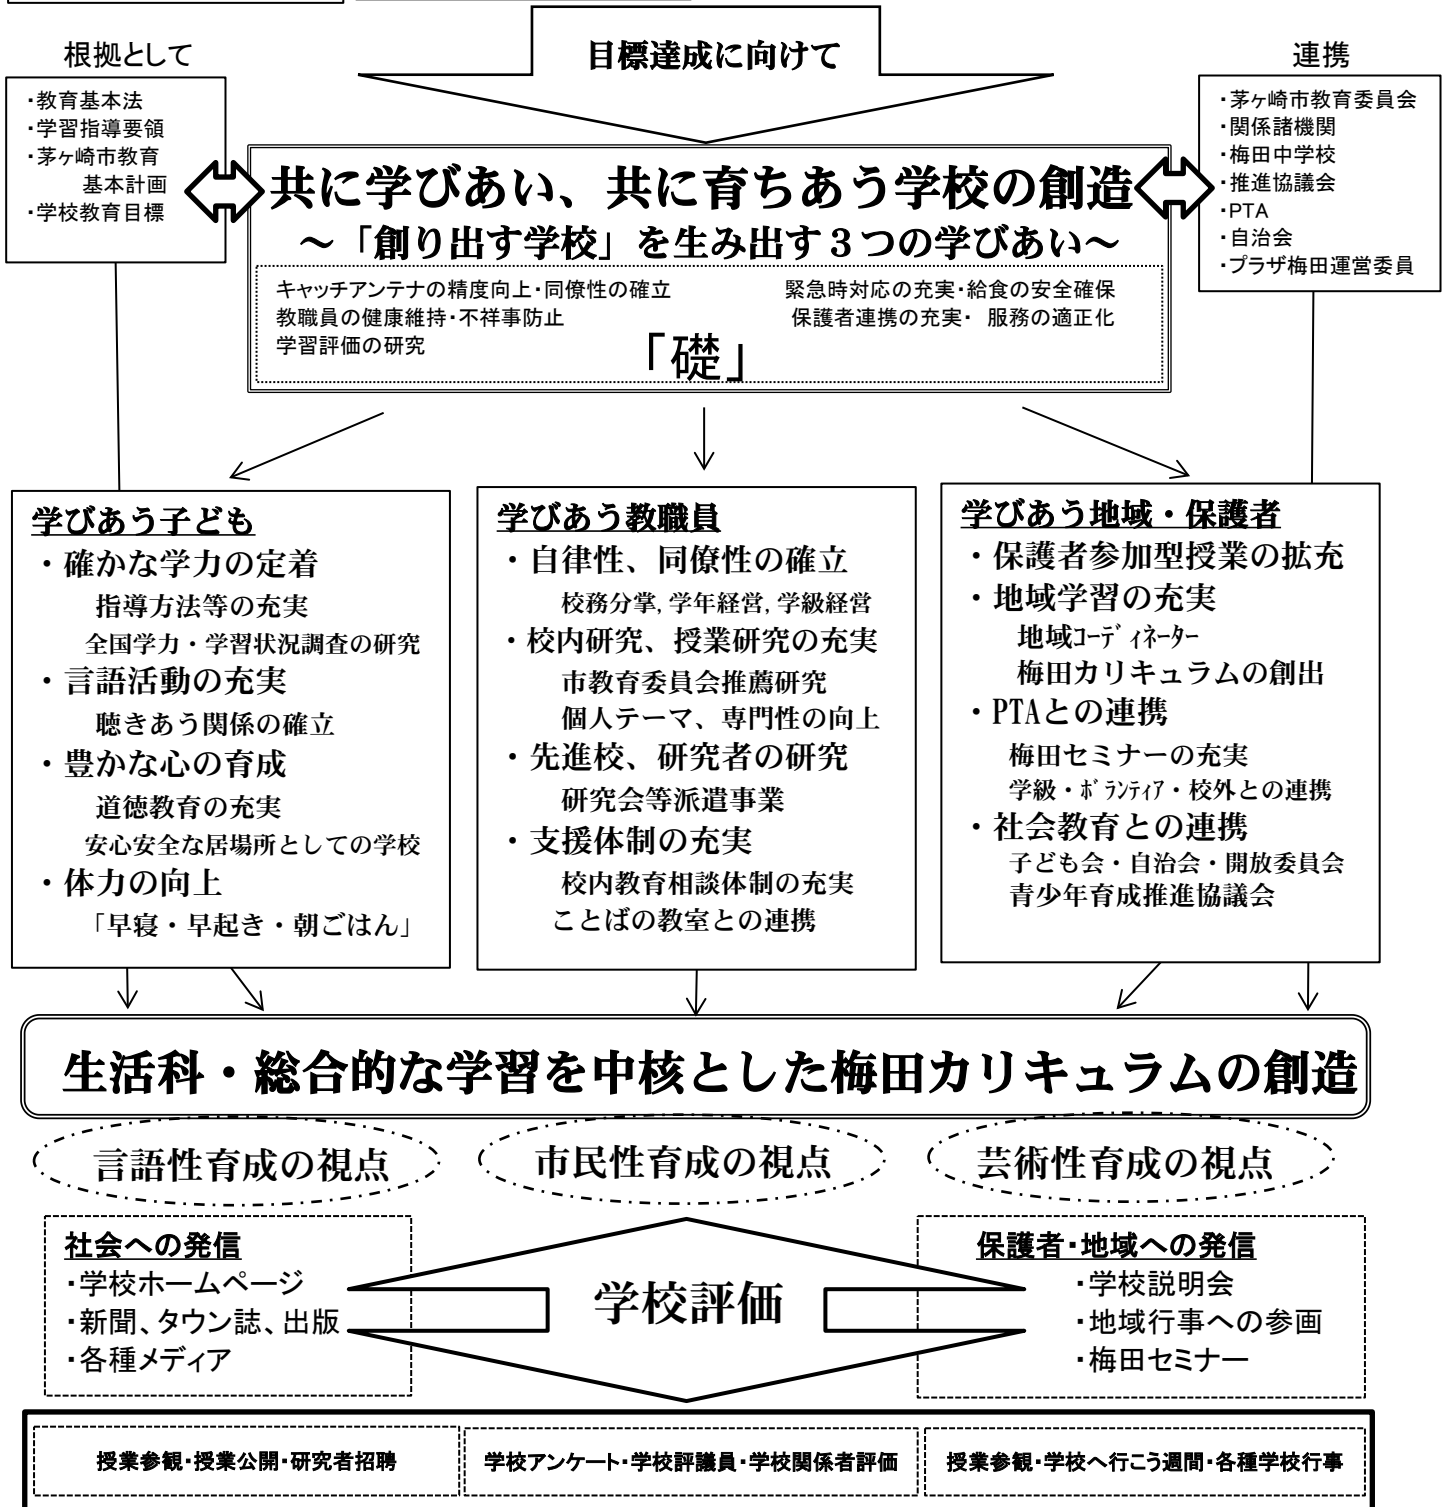 目標達成に向けて
根拠として
・教育基本法
・学習指導要領
・茅ヶ崎市教育
基本計画
・学校教育目標
連携
・茅ヶ崎市教育委員会
・関係諸機関
・梅田中学校
・推進協議会
・PTA
・自治会
・プラザ梅田運営委員
共に学びあい、共に育ちあう学校の創造
～「創り出す学校」を生み出す３つの学びあい～
キャッチアンテナの精度向上・同僚性の確立
教職員の健康維持・不祥事防止
学習評価の研究
緊急時対応の充実・給食の安全確保
保護者連携の充実・ 服務の適正化
「礎」
学びあう子ども
・確かな学力の定着
指導方法等の充実
全国学力・学習状況調査の研究
・言語活動の充実
聴きあう関係の確立
・豊かな心の育成
道徳教育の充実
安心安全な居場所としての学校
・体力の向上
「早寝・早起き・朝ごはん」
学びあう教職員
・自律性、同僚性の確立
校務分掌,学年経営,学級経営
・校内研究、授業研究の充実
市教育委員会推薦研究
個人テーマ、専門性の向上
・先進校、研究者の研究
研究会等派遣事業
・支援体制の充実
校内教育相談体制の充実
ことばの教室との連携
学びあう地域・保護者
・保護者参加型授業の拡充
・地域学習の充実
地域ｺｰﾃﾞｨﾈｰﾀｰ
梅田カリキュラムの創出
・PTAとの連携
梅田セミナーの充実
学級・ﾎﾞﾗﾝﾃｨｱ・校外との連携
・社会教育との連携
子ども会・自治会・開放委員会
青少年育成推進協議会
生活科・総合的な学習を中核とした梅田カリキュラムの創造
言語性育成の視点
市民性育成の視点
芸術性育成の視点
社会への発信
・学校ホームページ
・新聞、タウン誌、出版
・各種メディア
学校評価
保護者・地域への発信
・学校説明会
・地域行事への参画
・梅田セミナー
授業参観・授業公開・研究者招聘
学校アンケート・学校評議員・学校関係者評価
授業参観・学校へ行こう週間・各種学校行事